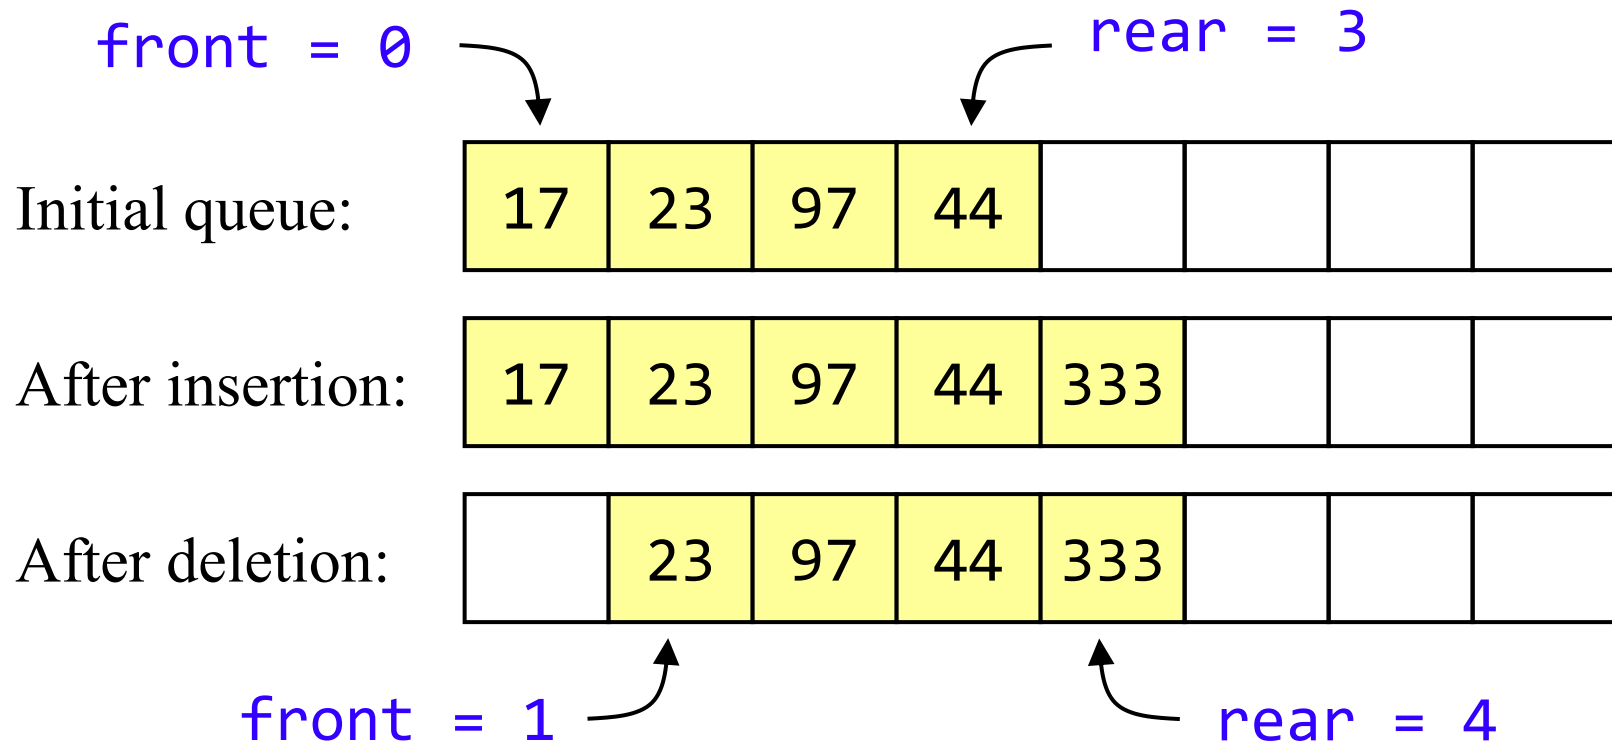 front = 0 rear = 3
Initial queue: 17 23 97 44
After insertion: 17 23 97 44 333
After deletion: 23 97 44 333
front = 1 rear = 4